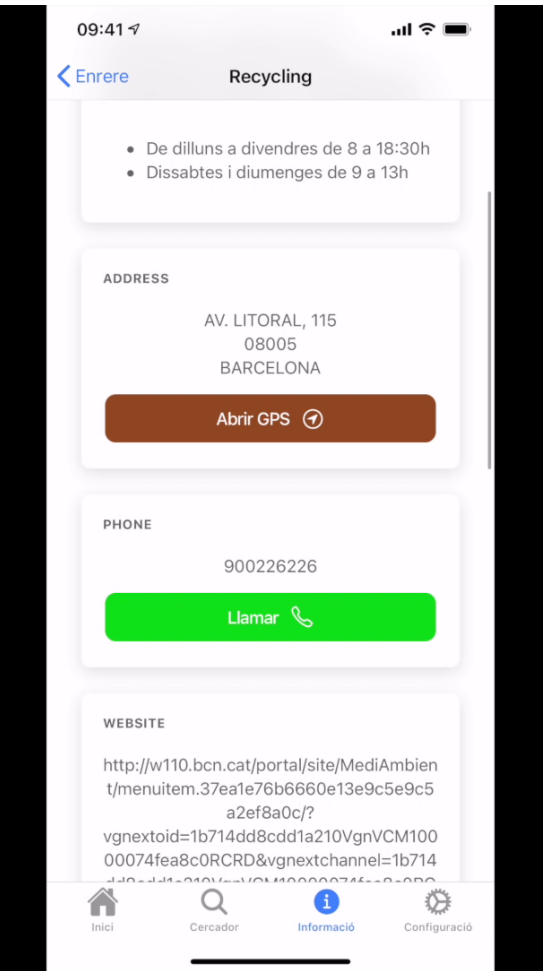 09:41
Enrere
Recycling
De dilluns a divendres de 8 a 18:30h
Dissabtes i diumenges de 9 a 13h
ADDRESS
AV. LITORAL, 115
08005
BARCELONA
Abrir GPS
PHONE
900226226
Llamar
WEBSITE
http://w110.bcn.cat/portal/site/MediAmbien
t/menuitem.37ea1e76b6660e13e9c5e9c5
a2ef8a0c/?
vgnextoid=1b714dd8cdd1a210VgnVCM100
00074fea8c0RCRD&vgnextchannel=1b714
Inici
Cercador
Informació
Configuració